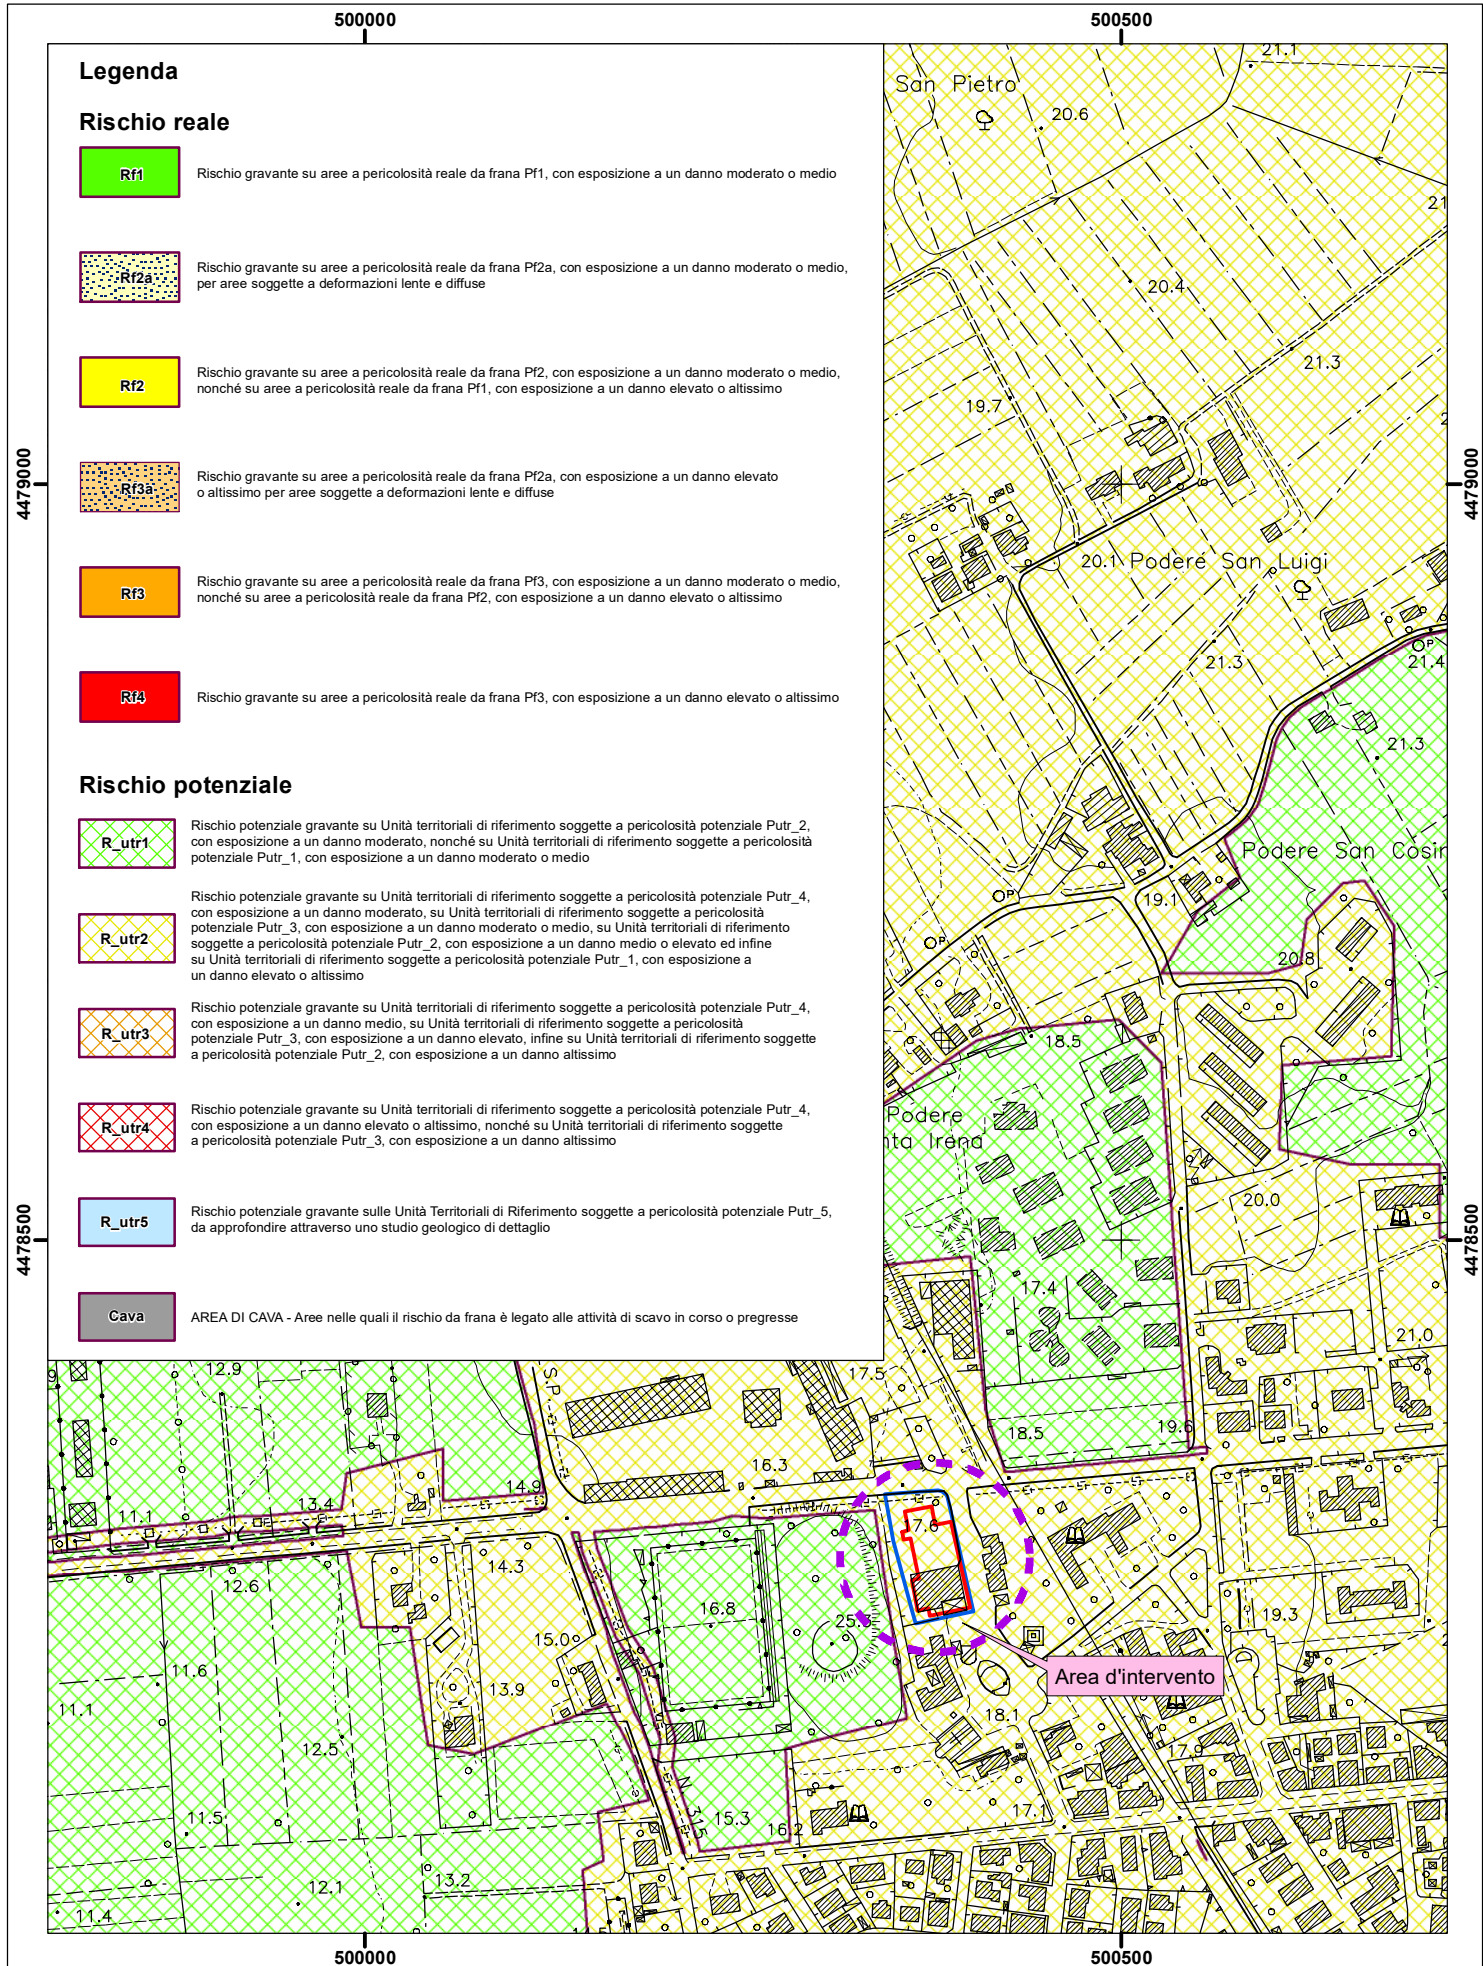 500000
500500
Legenda
Rischio reale
Rf1
Rischio gravante su aree a pericolosità reale da frana Pf1, con esposizione a un danno moderato o medio
Rf2a
Rischio gravante su aree a pericolosità reale da frana Pf2a, con esposizione a un danno moderato o medio,
per aree soggette a deformazioni lente e diffuse
Rf2
Rischio gravante su aree a pericolosità reale da frana Pf2, con esposizione a un danno moderato o medio,
nonché su aree a pericolosità reale da frana Pf1, con esposizione a un danno elevato o altissimo
Rf3a
Rischio gravante su aree a pericolosità reale da frana Pf2a, con esposizione a un danno elevato
o altissimo per aree soggette a deformazioni lente e diffuse
Rf3
Rischio gravante su aree a pericolosità reale da frana Pf3, con esposizione a un danno moderato o medio,
nonché su aree a pericolosità reale da frana Pf2, con esposizione a un danno elevato o altissimo
Rf4
Rischio gravante su aree a pericolosità reale da frana Pf3, con esposizione a un danno elevato o altissimo
Rischio potenziale
R_utr1
Rischio potenziale gravante su Unità territoriali di riferimento soggette a pericolosità potenziale Putr_2,
con esposizione a un danno moderato, nonché su Unità territoriali di riferimento soggette a pericolosità
potenziale Putr_1, con esposizione a un danno moderato o medio
R_utr2
Rischio potenziale gravante su Unità territoriali di riferimento soggette a pericolosità potenziale Putr_4,
con esposizione a un danno moderato, su Unità territoriali di riferimento soggette a pericolosità
potenziale Putr_3, con esposizione a un danno moderato o medio, su Unità territoriali di riferimento
soggette a pericolosità potenziale Putr_2, con esposizione a un danno medio o elevato ed infine
su Unità territoriali di riferimento soggette a pericolosità potenziale Putr_1, con esposizione a
un danno elevato o altissimo
R_utr3
Rischio potenziale gravante su Unità territoriali di riferimento soggette a pericolosità potenziale Putr_4,
con esposizione a un danno medio, su Unità territoriali di riferimento soggette a pericolosità
potenziale Putr_3, con esposizione a un danno elevato, infine su Unità territoriali di riferimento soggette
a pericolosità potenziale Putr_2, con esposizione a un danno altissimo
R_utr4
Rischio potenziale gravante su Unità territoriali di riferimento soggette a pericolosità potenziale Putr_4,
con esposizione a un danno elevato o altissimo, nonché su Unità territoriali di riferimento soggette
a pericolosità potenziale Putr_3, con esposizione a un danno altissimo
R_utr5
Rischio potenziale gravante sulle Unità Territoriali di Riferimento soggette a pericolosità potenziale Putr_5,
da approfondire attraverso uno studio geologico di dettaglio
Cava
AREA DI CAVA - Aree nelle quali il rischio da frana è legato alle attività di scavo in corso o pregresse
21.1
San Pietro
20.6
21
20.4
21.3
19.7
4479000
4479000
20.1
Podere San Luigi
21.3
P
21.4
21.3
Podere San Cosin
P
19.1
P
20.8
18.5
Podere
nta Irena
20.0
4478500
4478500
17.4
21.0
12.9
S.P.
17.5
18.5
19.6
16.3
14.9
13.4
11.1
17.6
14.3
12.6
16.8
25.3
19.3
15.0
11.6
Area d'intervento
13.9
11.1
18.1
12.5
17.9
11.5
15.3
16.2
17.1
13.2
12.1
11.4
500000
500500